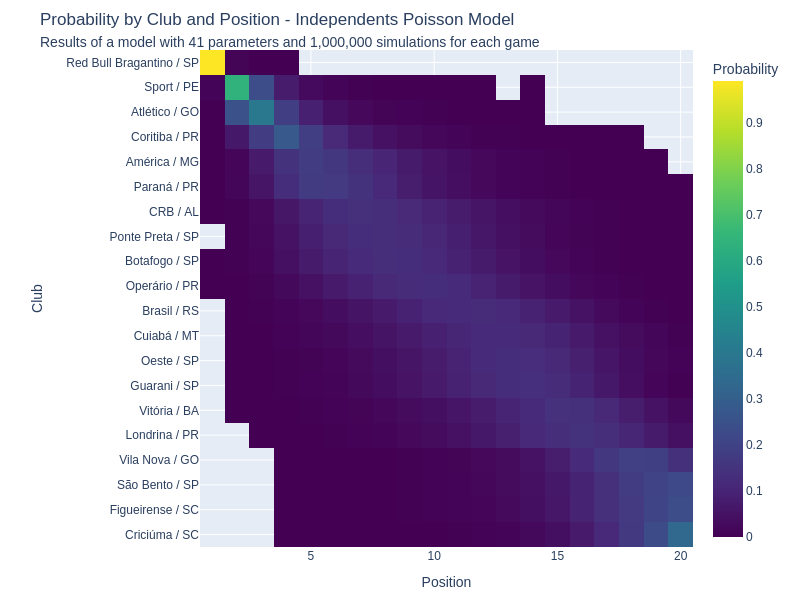 Probability by Club and Position - Independents Poisson Model
Results of a model with 41 parameters and 1,000,000 simulations for each game
Red Bull Bragantino / SP
Sport / PE
Atlético / GO
Coritiba / PR
América / MG
Paraná / PR
CRB / AL
Ponte Preta / SP
Botafogo / SP
Operário / PR
Brasil / RS
Cuiabá / MT
Oeste / SP
Guarani / SP
Vitória / BA
Londrina / PR
Vila Nova / GO
São Bento / SP
Figueirense / SC
Criciúma / SC
Club
5
10
15
20
Position
Probability
0.9
0.8
0.7
0.6
0.5
0.4
0.3
0.2
0.1
0